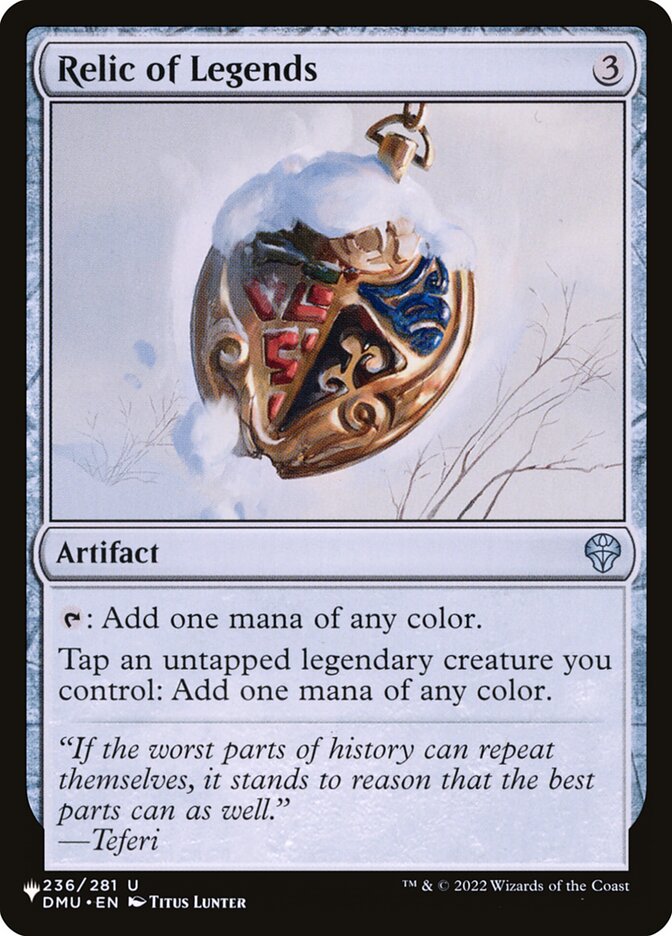 Relic of Legends 3
Artifact
: Add one mana of any color.
Tap an untapped legendary creature you
control: Add one mana of any color.
“If the worst parts of history can repeat
themselves, it stands to reason that the best
parts can as well.”
—Teferi
236/281 U
DMU • EN Titus Lunter
™ & © 2022 Wizards of the Coast